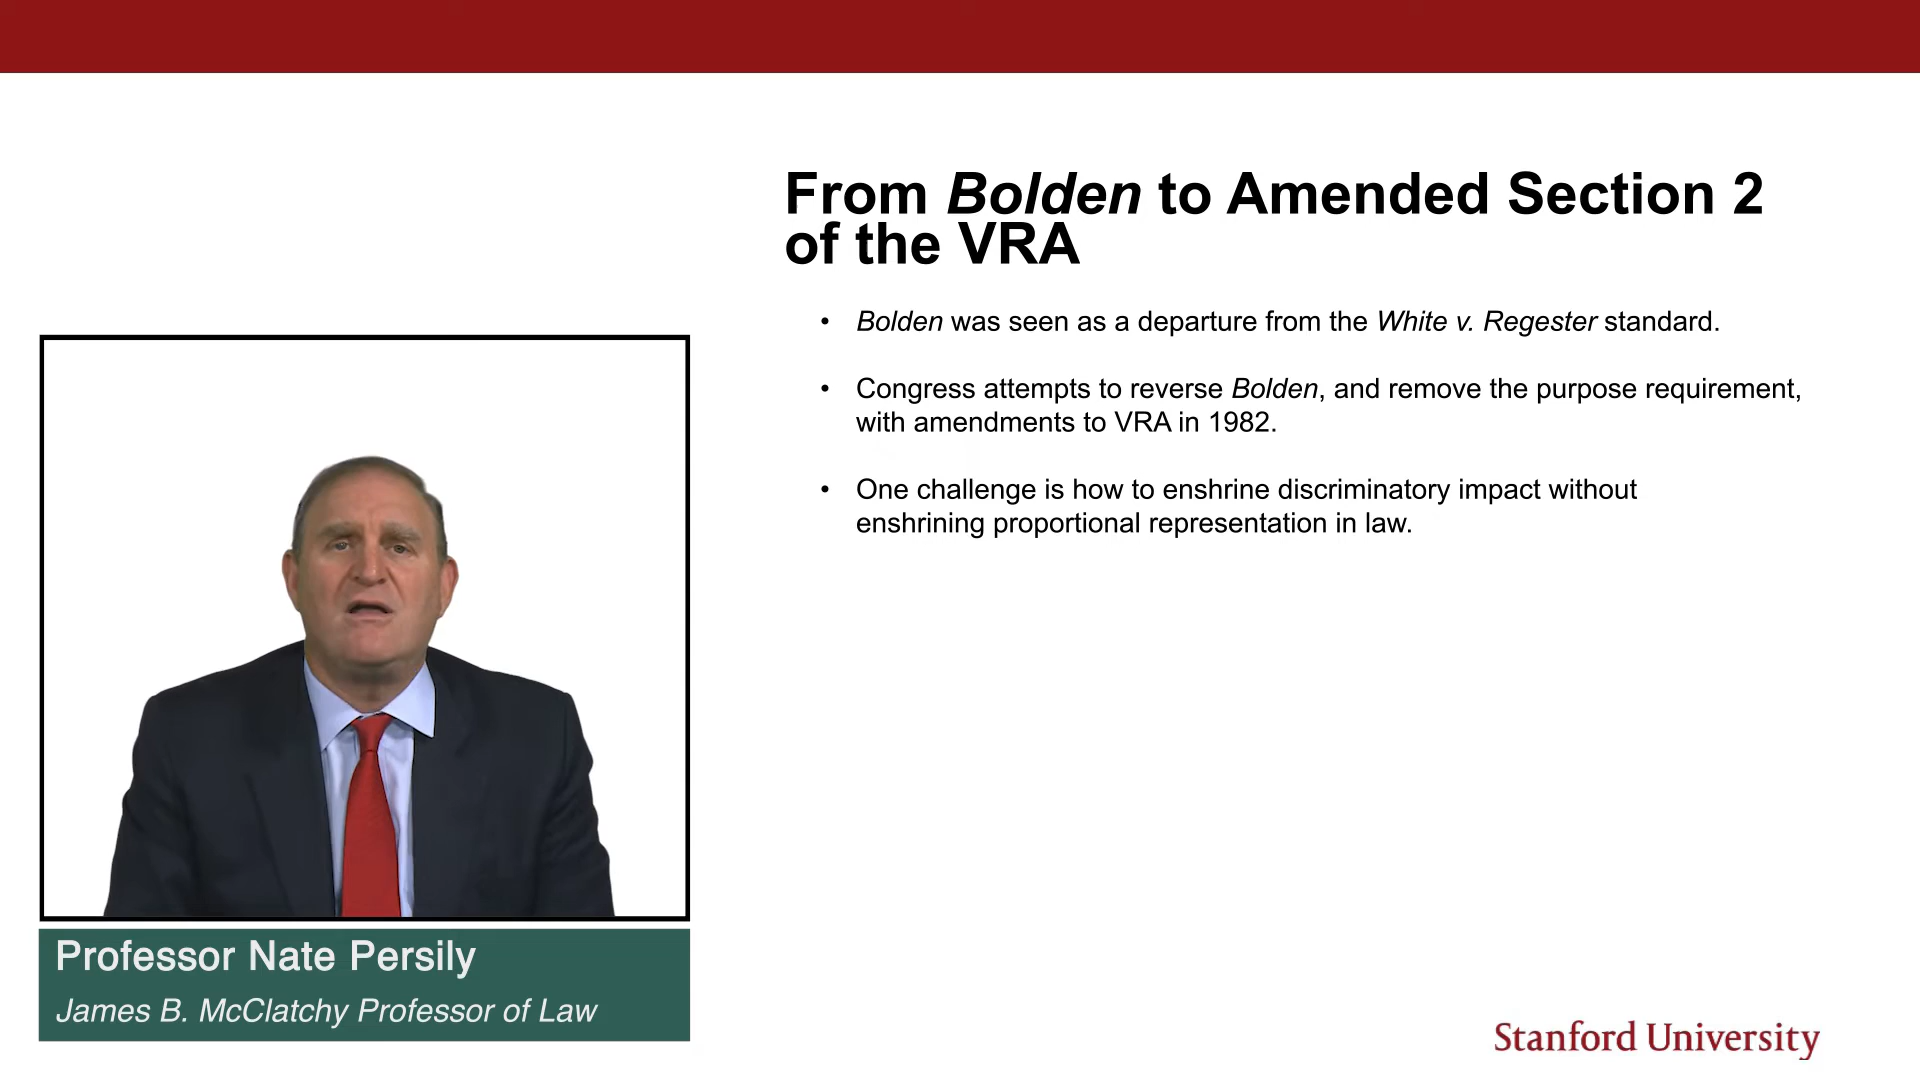 From Bolden to Amended Section 2
of the VRA
• Bolden was seen as a departure from the White v. Regester standard.
• Congress attempts to reverse Bolden, and remove the purpose requirement,
with amendments to VRA in 1982.
• One challenge is how to enshrine discriminatory impact without
enshrining proportional representation in law.
Professor Nate Persily
James B. McClatchy Professor of Law
Stanford University